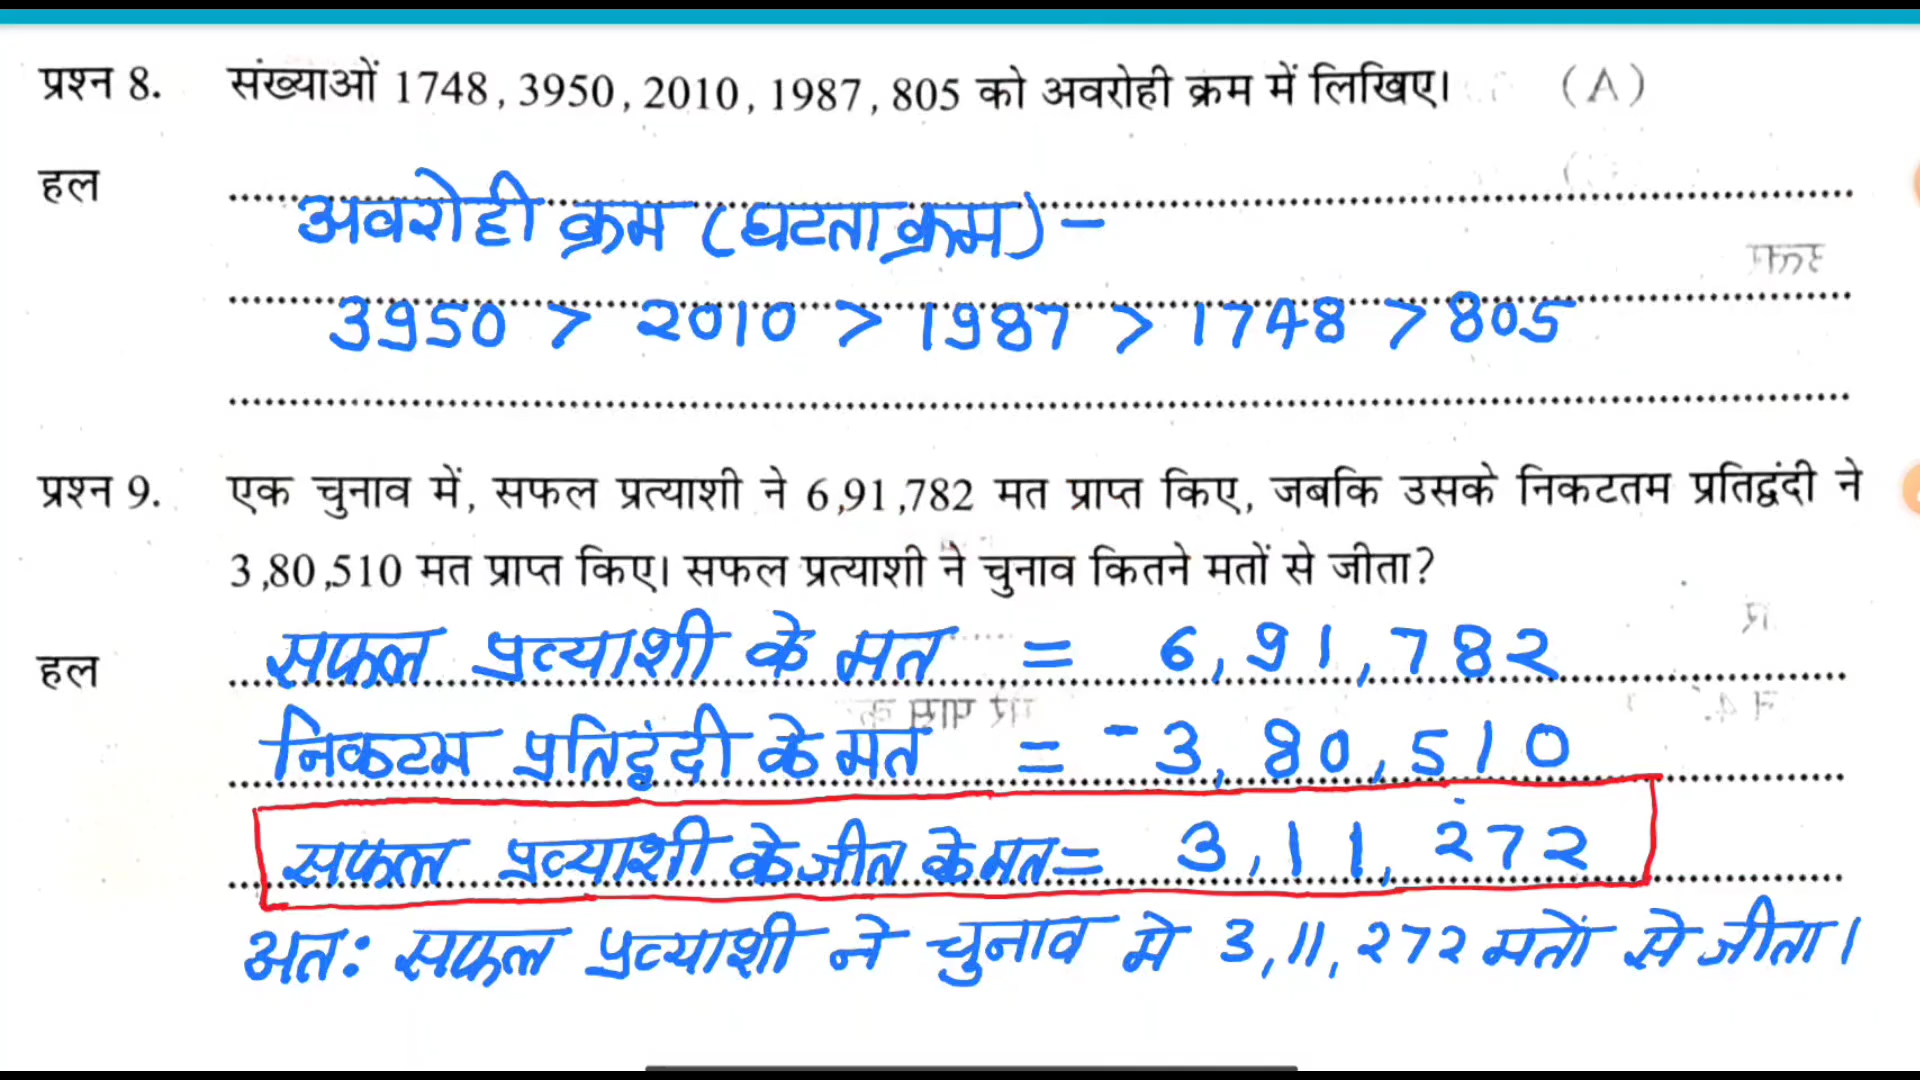 प्रश्न 8. संख्याओं 1748, 3950, 2010, 1987, 805 को अवरोही क्रम में लिखिए। (A)
हल
अवरोही क्रम (घटता क्रम) –
3950 > 2010 > 1987 > 1748 > 805
प्रश्न 9. एक चुनाव में, सफल प्रत्याशी ने 6,91,782 मत प्राप्त किए, जबकि उसके निकटतम प्रतिद्वंदी ने
3,80,510 मत प्राप्त किए। सफल प्रत्याशी ने चुनाव कितने मतों से जीता?
हल सफल प्रत्याशी के मत = 6,91,782
निकटम प्रतिद्वंदी के मत = -3,80,510
सफल प्रत्याशी के जीत के मत = 3,11,272
अतः सफल प्रत्याशी ने चुनाव मे 3,11,272 मतों से जीता।